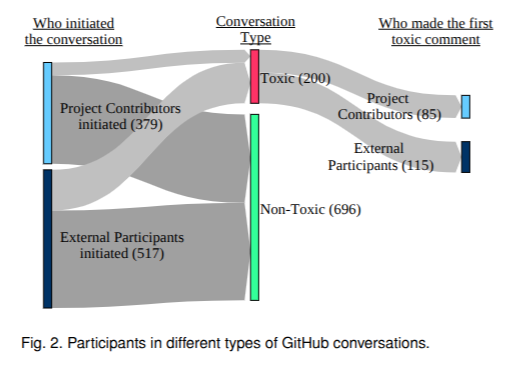 Who initiated
the conversation
Conversation
Type
Who made the first
toxic comment
Toxic (200)
Project Contributors
initiated (379)
Project
Contributors (85)
External
Participants (115)
Non-Toxic (696)
External Participants
initiated (517)
Fig. 2. Participants in different types of GitHub conversations.